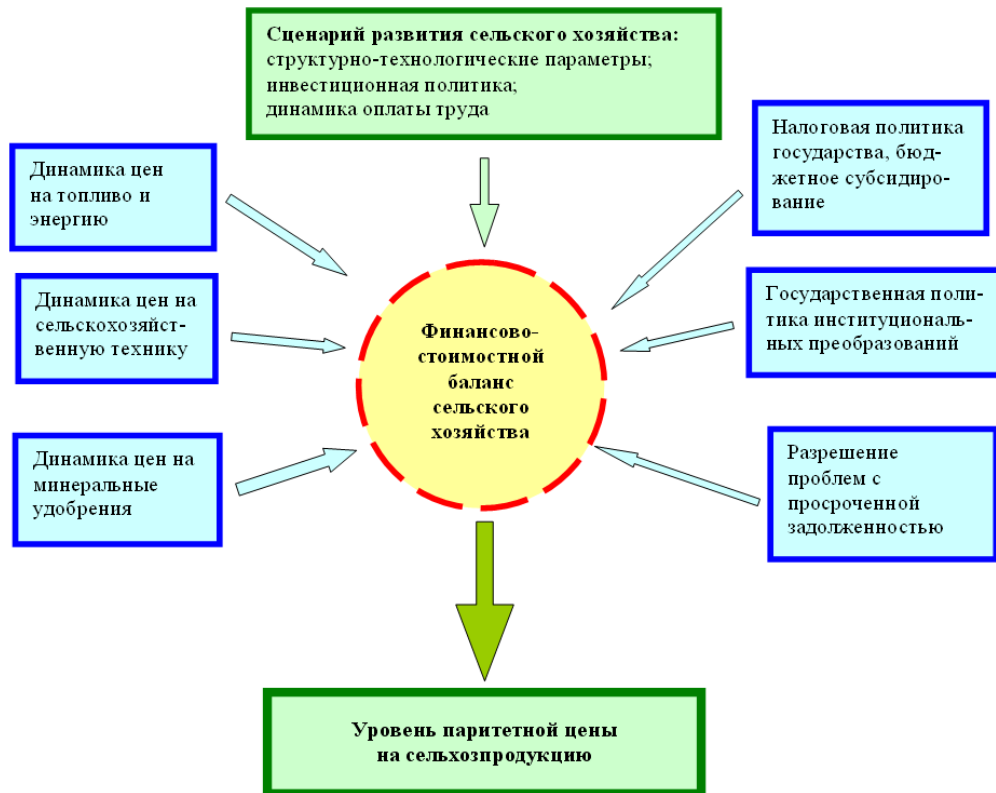 Сценарий развития сельского хозяйства:
структурно-технологические параметры;
инвестиционная политика;
динамика оплаты труда
Динамика цен
на топливо и
энергию
Налоговая политика
государства, бюд-
жетное субсидиро-
вание
Динамика цен на
сельскохозяйст-
венную технику
Финансово-
стоимостной
баланс
сельского
хозяйства
Государственная поли-
тика институциональ-
ных преобразований
Динамика цен на
минеральные
удобрения
Разрешение
проблем с
просроченной
задолженностью
Уровень паритетной цены
на сельхозпродукцию